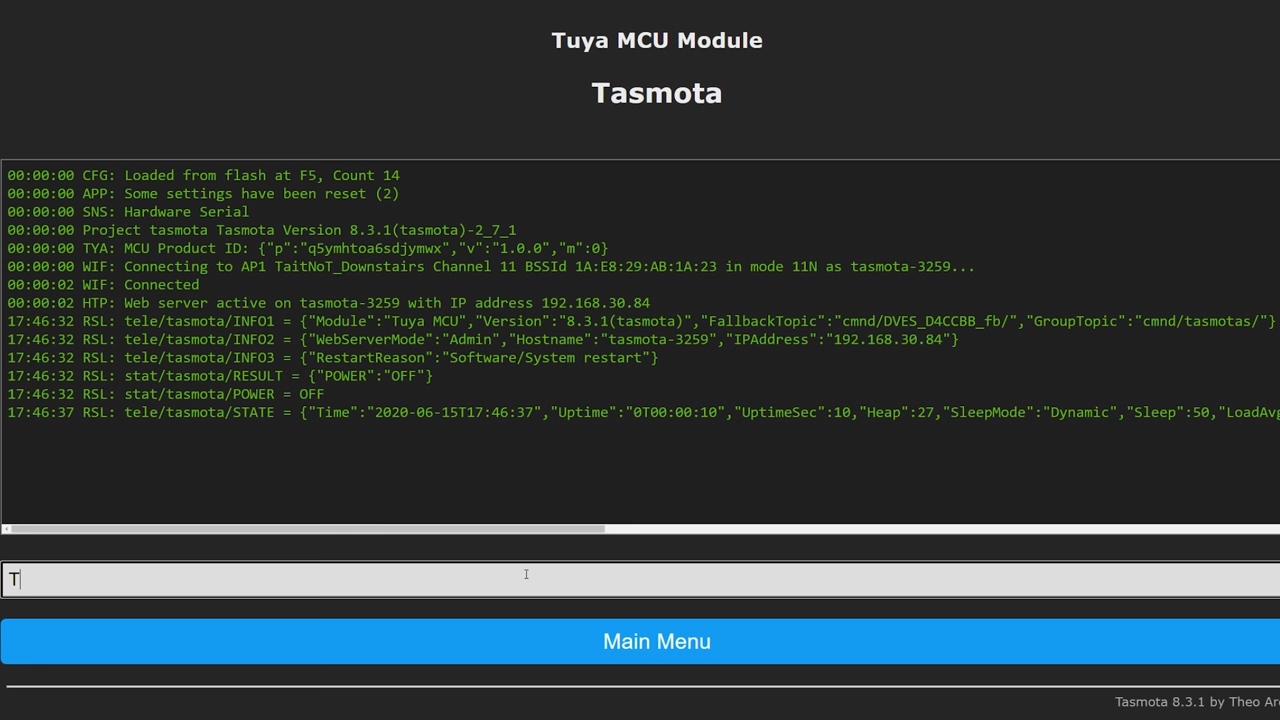 Tuya MCU Module
Tasmota
00:00:00 CFG: Loaded from flash at F5, Count 14
00:00:00 APP: Some settings have been reset (2)
00:00:00 SNS: Hardware Serial
00:00:00 Project tasmota Tasmota Version 8.3.1(tasmota)-2_7_1
00:00:00 TYA: MCU Product ID: {"p":"q5ymhtoa6sdjymwx","v":"1.0.0","m":0}
00:00:00 WIF: Connecting to AP1 TaitNoT_Downstairs Channel 11 BSSId 1A:E8:29:AB:1A:23 in mode 11N as tasmota-3259...
00:00:02 WIF: Connected
00:00:02 HTP: Web server active on tasmota-3259 with IP address 192.168.30.84
17:46:32 RSL: tele/tasmota/INFO1 = {"Module":"Tuya MCU","Version":"8.3.1(tasmota)","FallbackTopic":"cmnd/DVES_D4CCBB_fb/","GroupTopic":"cmnd/tasmotas/"}
17:46:32 RSL: tele/tasmota/INFO2 = {"WebServerMode":"Admin","Hostname":"tasmota-3259","IPAddress":"192.168.30.84"}
17:46:32 RSL: tele/tasmota/INFO3 = {"RestartReason":"Software/System restart"}
17:46:32 RSL: stat/tasmota/RESULT = {"POWER":"OFF"}
17:46:32 RSL: stat/tasmota/POWER = OFF
17:46:37 RSL: tele/tasmota/STATE = {"Time":"2020-06-15T17:46:37","Uptime":"0T00:00:10","UptimeSec":10,"Heap":27,"SleepMode":"Dynamic","Sleep":50,"LoadAvg
T
Main Menu
Tasmota 8.3.1 by Theo Ar